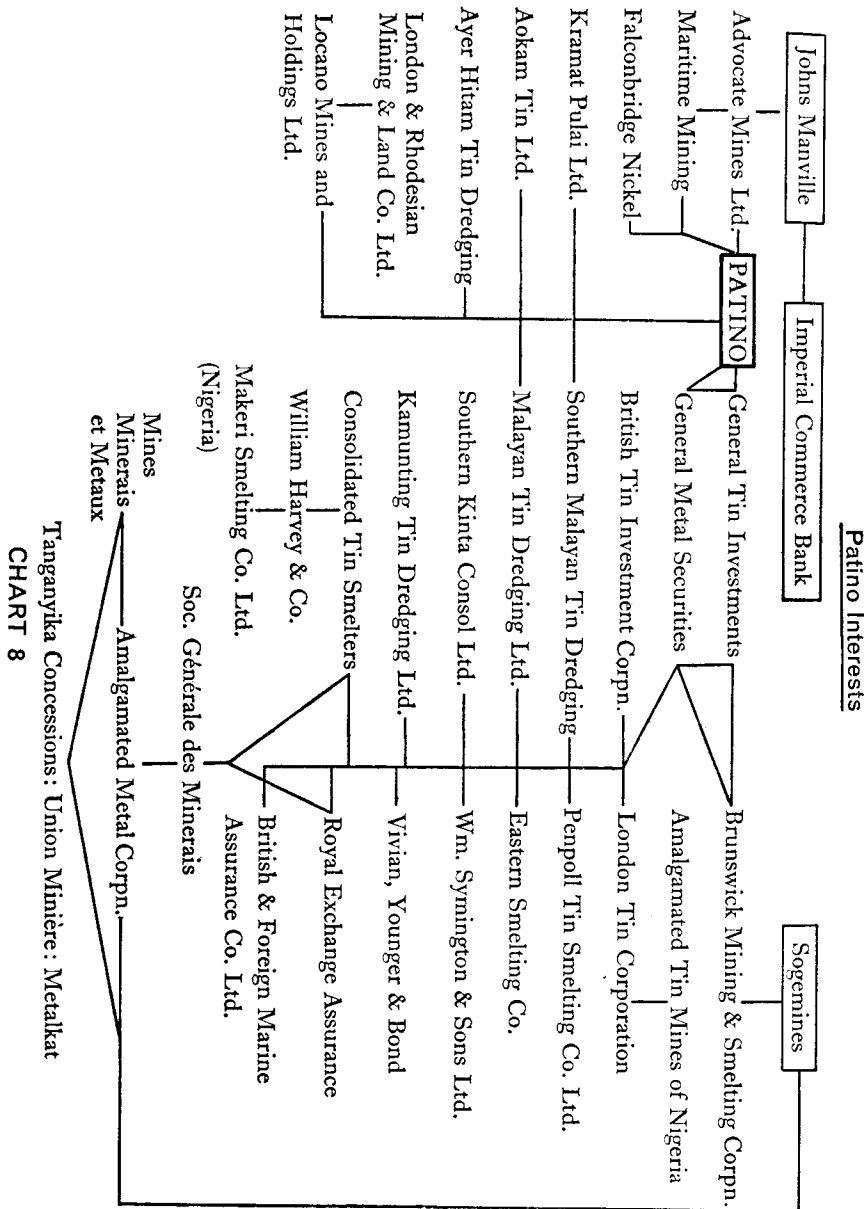 Patino Interests
Johns Manville
Imperial Commerce Bank
Sogemines
Advocate Mines Ltd.
PATINO
General Tin Investments
Brunswick Mining & Smelting Corpn.
Maritime Mining
General Metal Securities
Amalgamated Tin Mines of Nigeria
Falconbridge Nickel
British Tin Investment Corpn.
London Tin Corporation
Kramat Pulai Ltd.
Southern Malayan Tin Dredging
Penpoll Tin Smelting Co. Ltd.
Aokam Tin Ltd.
Malayan Tin Dredging Ltd.
Eastern Smelting Co.
Ayer Hitam Tin Dredging
Southern Kinta Consol Ltd.
Wm. Symington & Sons Ltd.
London & Rhodesian
Mining & Land Co. Ltd.
Kamunting Tin Dredging Ltd.
Vivian, Younger & Bond
Locano Mines and
Holdings Ltd.
Consolidated Tin Smelters
Royal Exchange Assurance
William Harvey & Co.
British & Foreign Marine
Assurance Co. Ltd.
Makeri Smelting Co. Ltd.
(Nigeria)
Soc. Générale des Minerais
Mines
Minerais
et Metaux
Amalgamated Metal Corpn.
Tanganyika Concessions: Union Minière: Metalkat
CHART 8